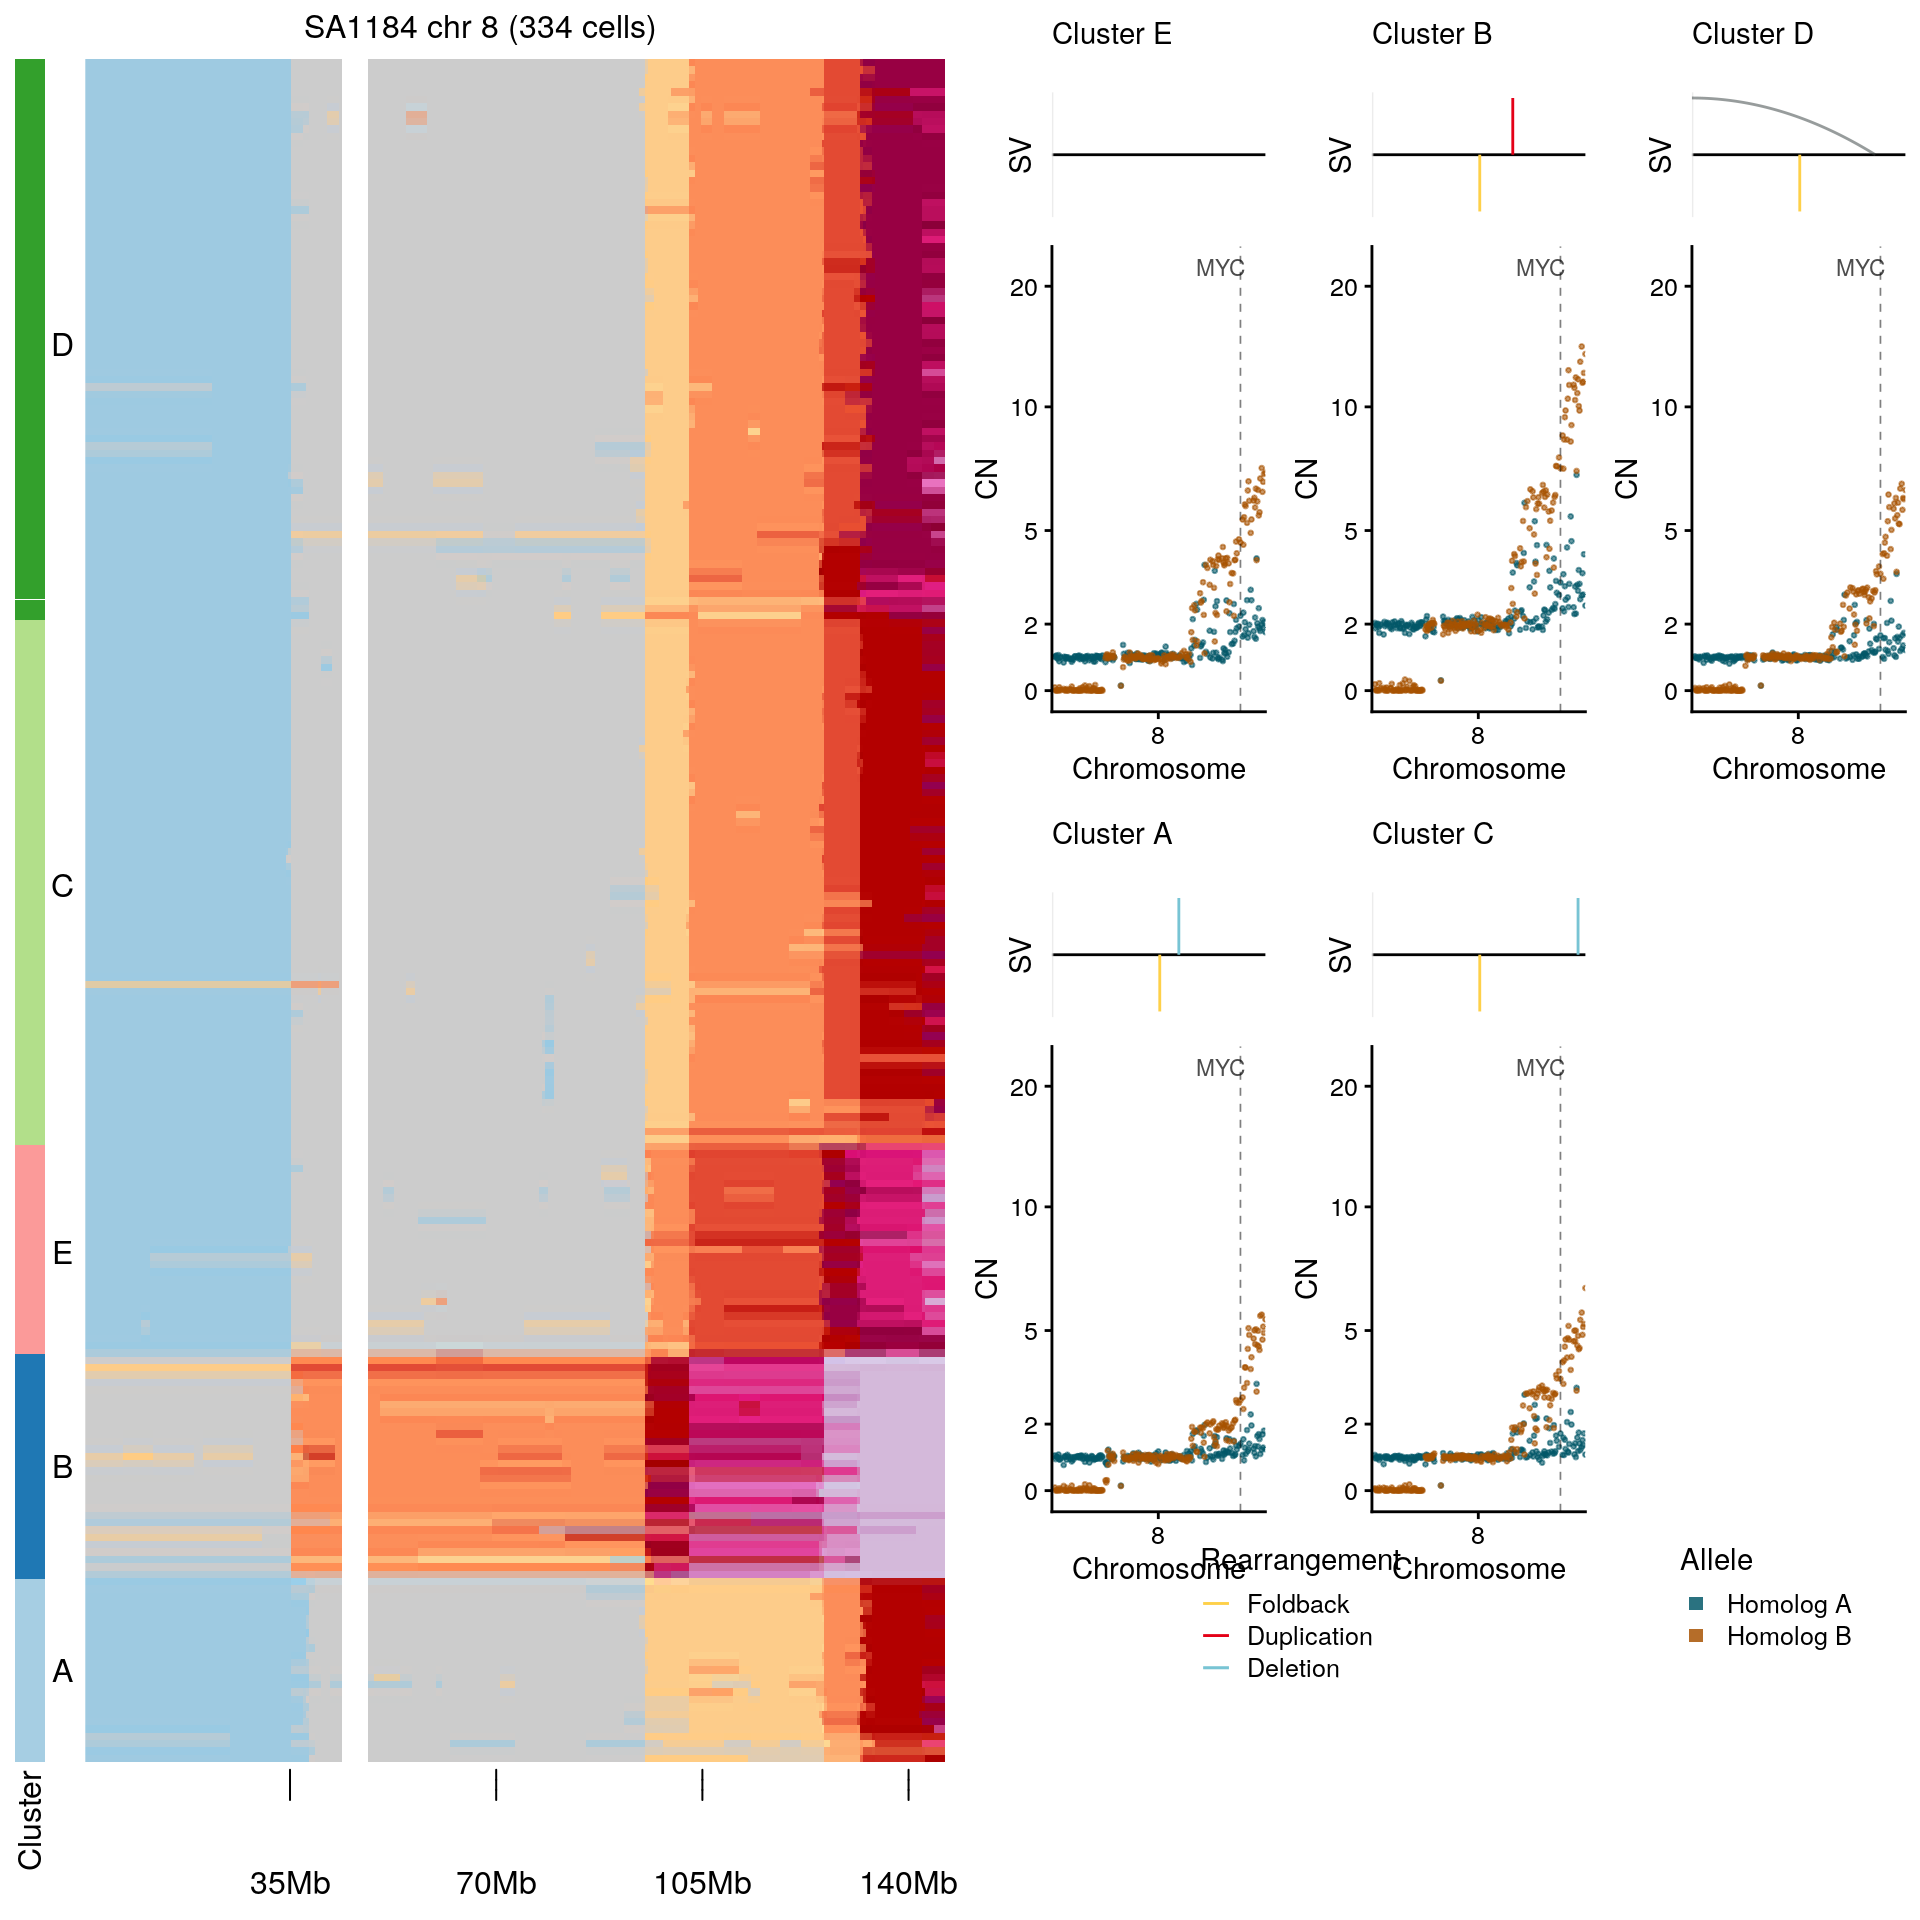 SA1184 chr 8 (334 cells)
D
C
E
B
A
Cluster
35Mb
70Mb
105Mb
140Mb
Cluster E
SV
MYC
20
10
5
2
0
CN
8
Chromosome
Cluster B
SV
MYC
20
10
5
2
0
CN
8
Chromosome
Cluster D
SV
MYC
20
10
5
2
0
CN
8
Chromosome
Cluster A
SV
MYC
20
10
5
2
0
CN
8
Chromosome
Cluster C
SV
MYC
20
10
5
2
0
CN
8
Chromosome
Rearrangement
Foldback
Duplication
Deletion
Allele
Homolog A
Homolog B